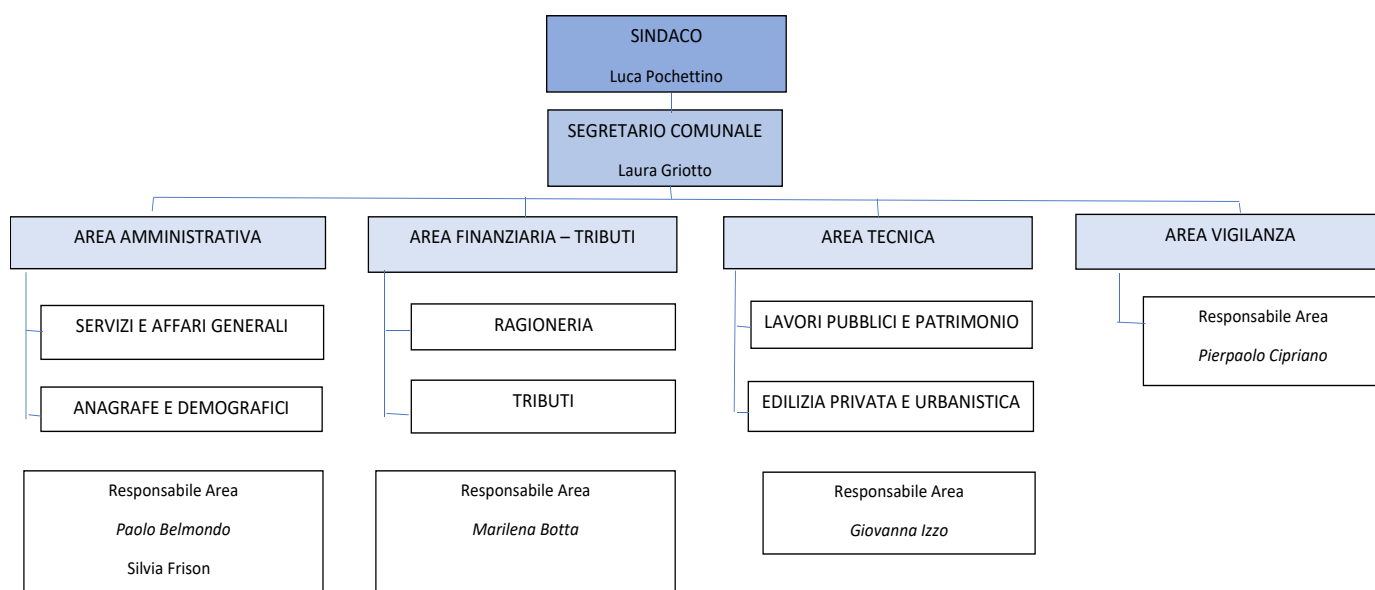 SINDACO
Luca Pochettino
SEGRETARIO COMUNALE
Laura Griotto
AREA AMMINISTRATIVA
SERVIZI E AFFARI GENERALI
ANAGRAFE E DEMOGRAFICI
Responsabile Area
Paolo Belmondo
Silvia Frison
AREA FINANZIARIA – TRIBUTI
RAGIONERIA
TRIBUTI
Responsabile Area
Marilena Botta
AREA TECNICA
LAVORI PUBBLICI E PATRIMONIO
EDILIZIA PRIVATA E URBANISTICA
Responsabile Area
Giovanna Izzo
AREA VIGILANZA
Responsabile Area
Pierpaolo Cipriano